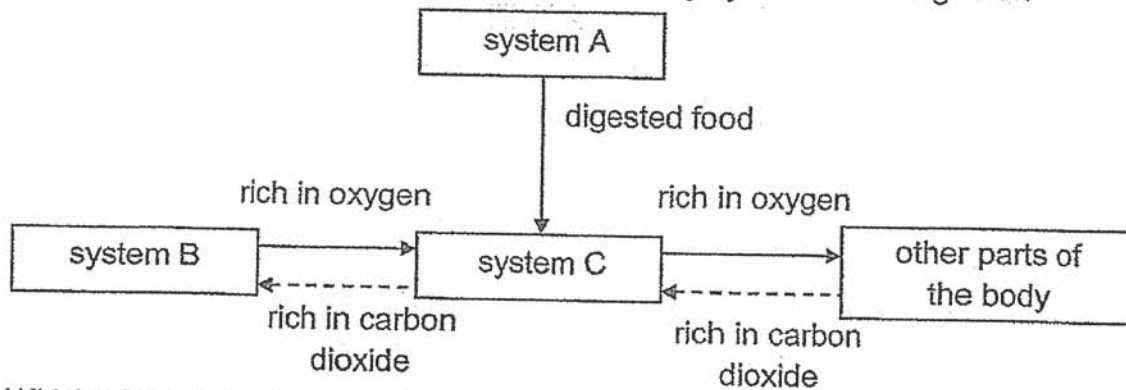 system A
digested food
rich in oxygen
rich in oxygen
system B
system C
other parts of
the body
rich in carbon
dioxide
rich in carbon
dioxide